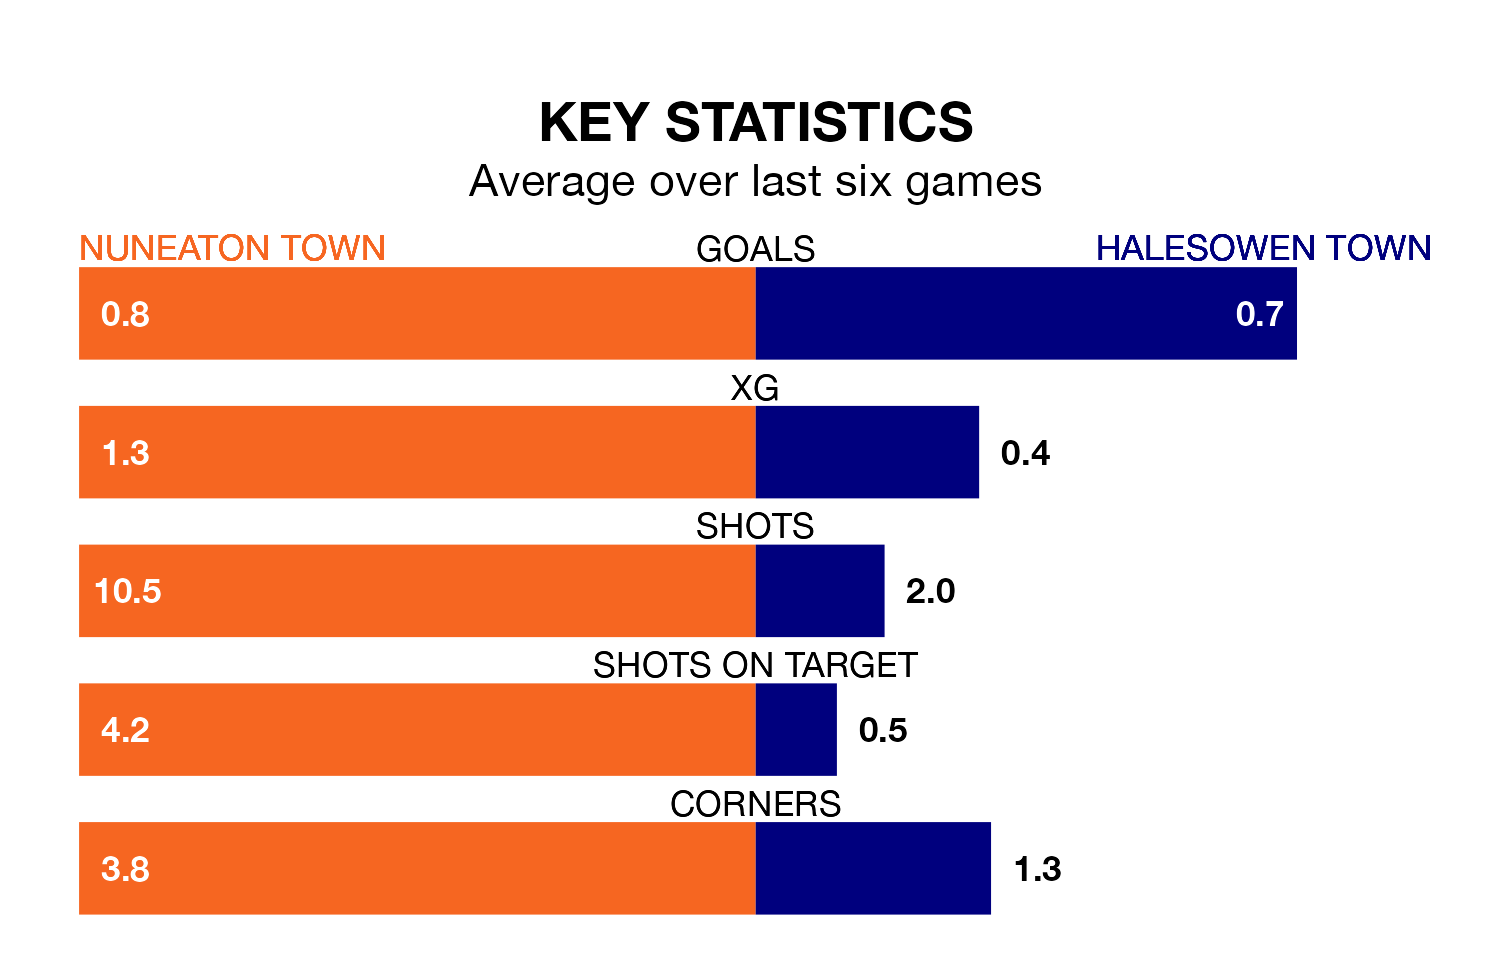 KEY STATISTICS
Average over last six games
NUNEATON TOWN GOALS HALESOWEN TOWN
0.8 0.7
XG
1.3 0.4
SHOTS
10.5 2.0
SHOTS ON TARGET
4.2 0.5
CORNERS
3.8 1.3